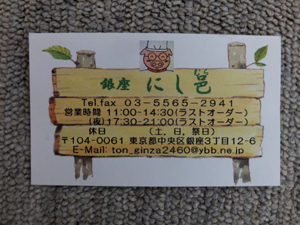 銀座 にし邑
Tel.fax 03-5565-2941
営業時間 11:00-14:30(ラストオーダー)
(夜)17:30-21:00(ラストオーダー)
休日 (土, 日, 祭日)
〒104-0061 東京都中央区銀座3丁目12-6
E-Mail: ton_ginza2460@ybb.ne.jp